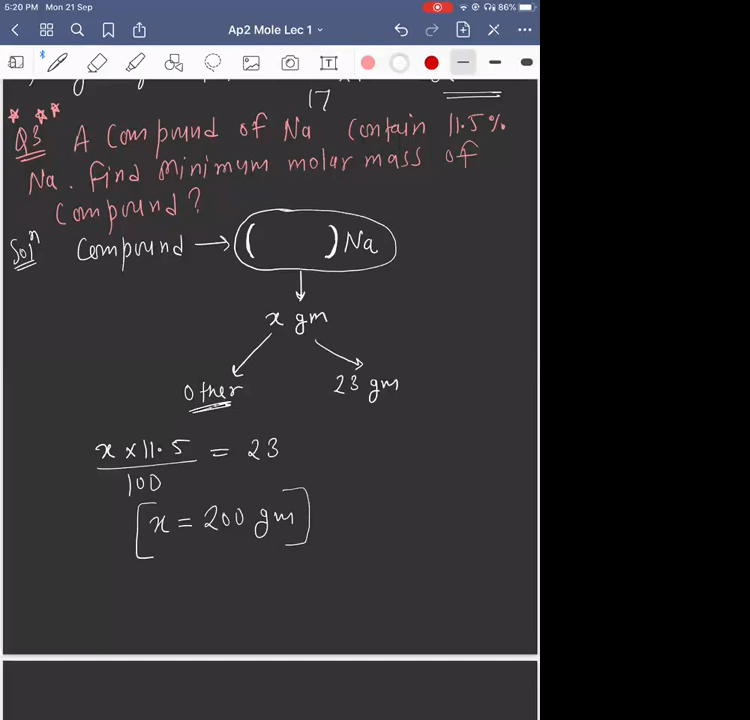 5:20 PM Mon 21 Sep 86%
Ap2 Mole Lec 1
17
Q3 A Compound of Na Contain 11.5%
Na. find minimum molar mass of
Compound?
Solⁿ Compound → ( ) Na
x gm
Other 23 gm
x × 11.5 = 23
100
[x = 200 gm]